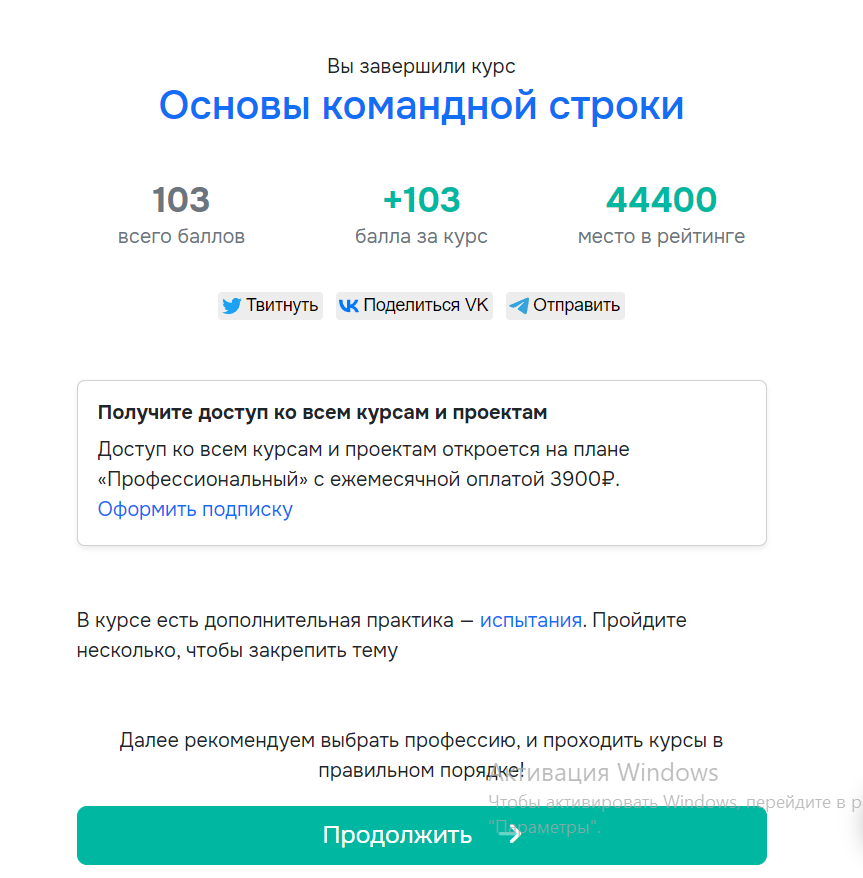 Вы завершили курс
Основы командной строки
103
+103
44400
всего баллов
балла за курс
место в рейтинге
Твитнуть
Поделиться VK
Отправить
Получите доступ ко всем курсам и проектам
Доступ ко всем курсам и проектам откроется на плане
«Профессиональный» с ежемесячной оплатой 3900₽.
Оформить подписку
В курсе есть дополнительная практика — испытания. Пройдите
несколько, чтобы закрепить тему
Далее рекомендуем выбрать профессию, и проходить курсы в
правильном порядке!
Активация Windows
Чтобы активировать Windows, перейдите в р
"Параметры".
Продолжить